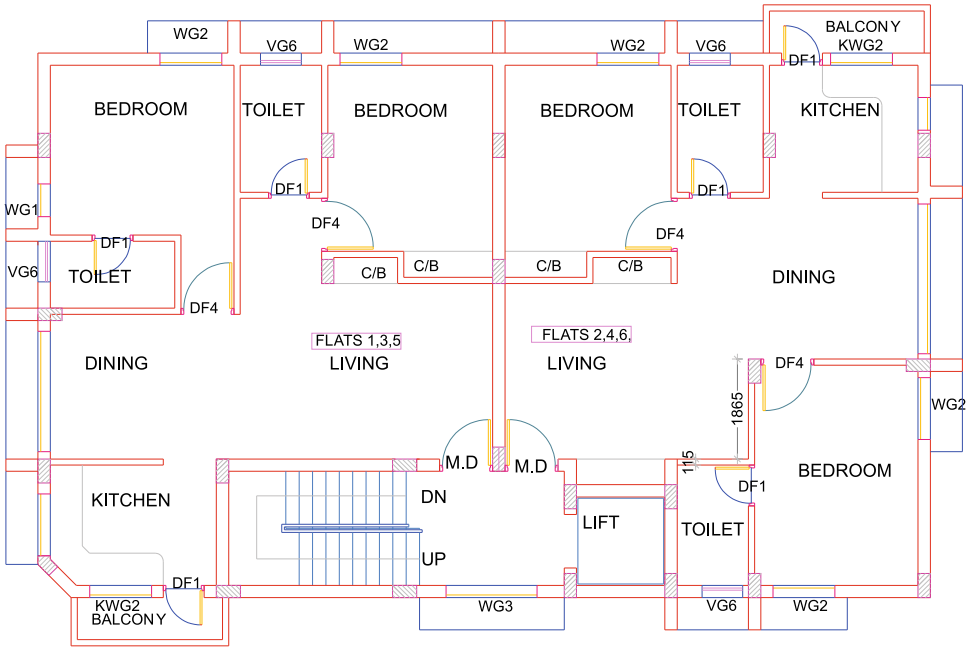 BALCONY
WG2
VG6
WG2
WG2
VG6
KWG2
DF1
BEDROOM
TOILET
BEDROOM
BEDROOM
TOILET
KITCHEN
DF1
DF1
WG1
DF4
DF4
DF1
VG6
TOILET
C/B
C/B
C/B
C/B
DINING
DF4
FLATS 1,3,5
FLATS 2,4,6,
DINING
LIVING
LIVING
DF4
WG2
1865
M.D
M.D
115
BEDROOM
KITCHEN
DN
DF1
LIFT
TOILET
UP
DF1
KWG2
WG3
VG6
WG2
BALCONY